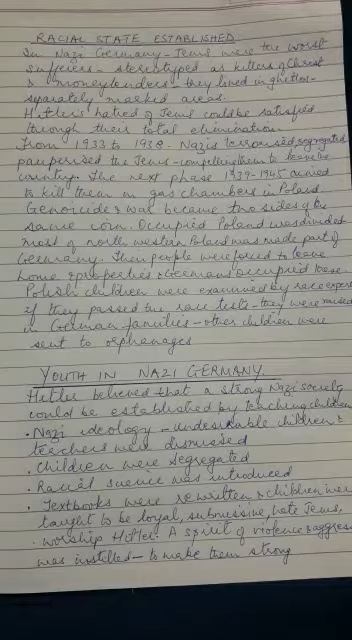 RACIAL STATE ESTABLISHED.
In Nazi Germany - Jews were the worst
sufferers - stereotyped as killers of Christ
& moneylenders - they lived in ghettos -
separately marked areas.
Hitler's hatred of Jews could be satisfied
through their total elimination.
From 1933 to 1938 - Nazis terrorised, segregated
pauperised the Jews - compelling them to leave the
country. The next phase 1939-1945 aimed
to kill them in gas chambers in Poland.
Genocide & war became two sides of the
same coin. Occupied Poland was divided
most of north western Poland was made part of
Germany. Then people were forced to leave
home & properties & Germans occupied
Polish children were examined by race expert
if they passed the race tests - they were raised
in German families - other children were
sent to orphanages
YOUTH IN NAZI GERMANY
Hitler believed that a strong Nazi society
could be established by teaching children
• Nazi ideology - undesirable children &
teachers were dismissed
• Children were segregated
• Racial science was introduced
• Textbooks were rewritten & children were
taught to be loyal, submissive, hate Jews,
• worship Hitler. A spirit of violence & aggress
was instilled - to make them strong